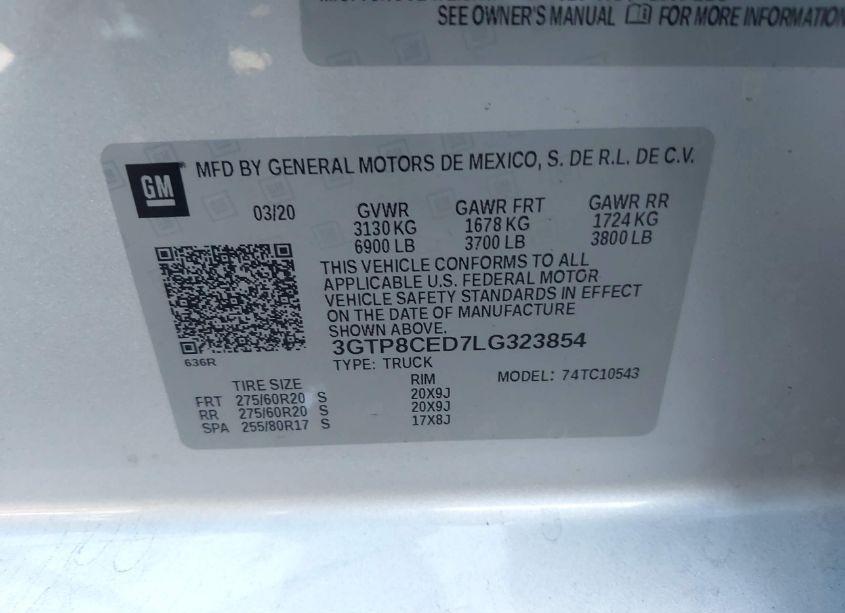 SEE OWNER'S MANUAL FOR MORE INFORMATION
GM
MFD BY GENERAL MOTORS DE MEXICO, S. DE R.L. DE C.V.
03/20 GVWR GAWR FRT GAWR RR
3130 KG 1678 KG 1724 KG
6900 LB 3700 LB 3800 LB
THIS VEHICLE CONFORMS TO ALL
APPLICABLE U.S. FEDERAL MOTOR
VEHICLE SAFETY STANDARDS IN EFFECT
ON THE DATE OF MANUFACTURE
SHOWN ABOVE.
3GTP8CED7LG323854
636R
TYPE: TRUCK MODEL: 74TC10543
TIRE SIZE RIM
FRT 275/60R20 S 20X9J
RR 275/60R20 S 20X9J
SPA 255/80R17 S 17X8J